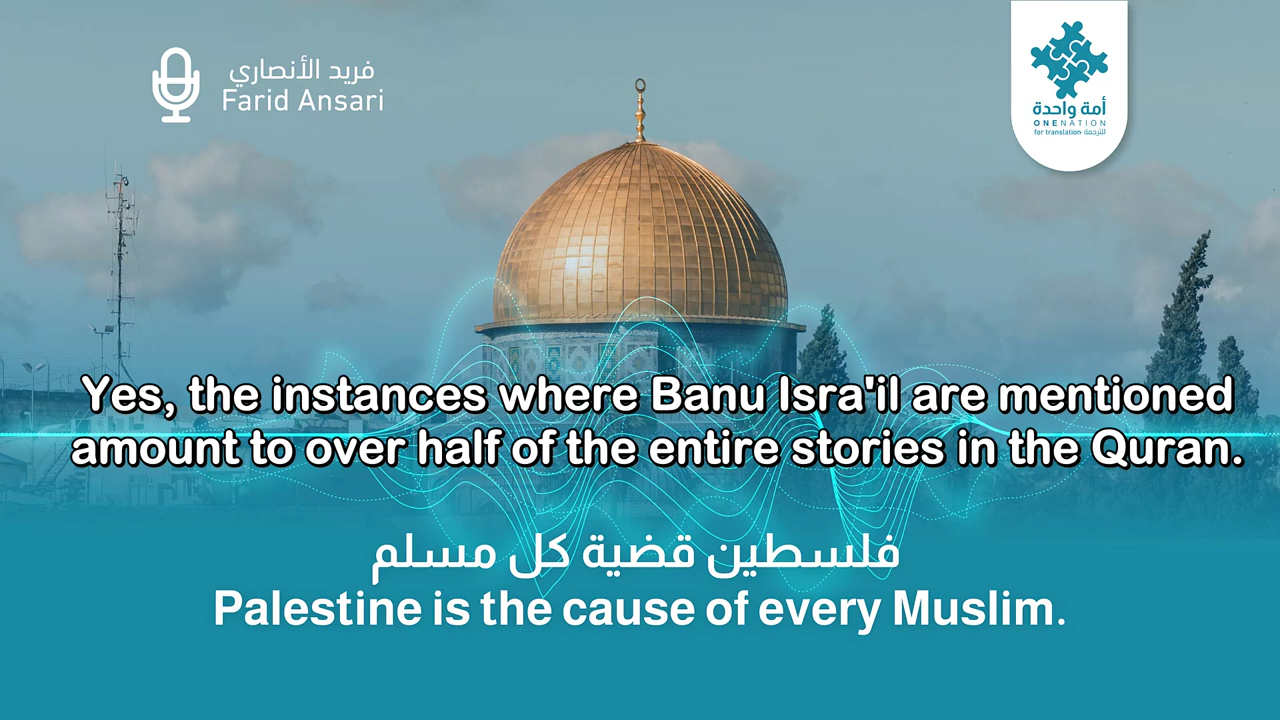 فريد الأنصاري
Farid Ansari
أمة واحدة
ONENATION
for translation للترجمة
Yes, the instances where Banu Isra'il are mentioned
amount to over half of the entire stories in the Quran.
فلسطين قضية كل مسلم
Palestine is the cause of every Muslim.